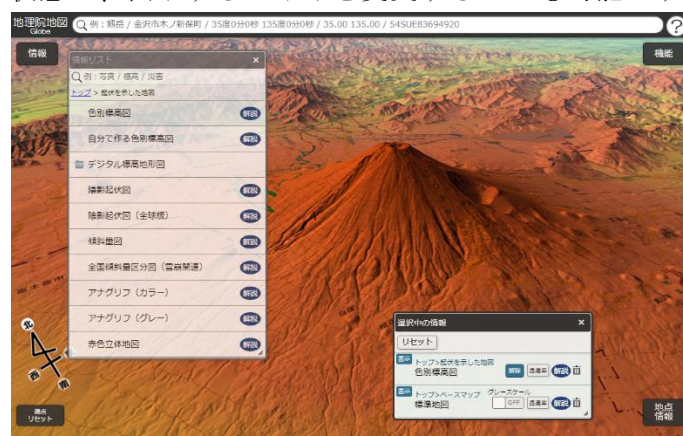 地理院地図
Globe
例：剱岳 / 金沢市木ノ新保町 / 35度0分0秒 135度0分0秒 / 35.00 135.00 / 54SUE83694920
?
情報
機能
情報リスト ×
例：写真 / 標高 / 災害
トップ > 起伏を示した地図
色別標高図 解説
自分で作る色別標高図 解説
デジタル標高地形図
陰影起伏図 解説
陰影起伏図（全球版） 解説
傾斜量図 解説
全国傾斜量区分図（雪崩関連） 解説
アナグリフ（カラー） 解説
アナグリフ（グレー） 解説
赤色立体地図 解説
選択中の情報 ×
リセット
表示 トップ>起伏を示した地図
色別標高図 解除 透過率 解説
表示 トップ>ベースマップ グレースケール
標準地図 OFF 透過率 解説
北
西
南
視点
リセット
地点
情報